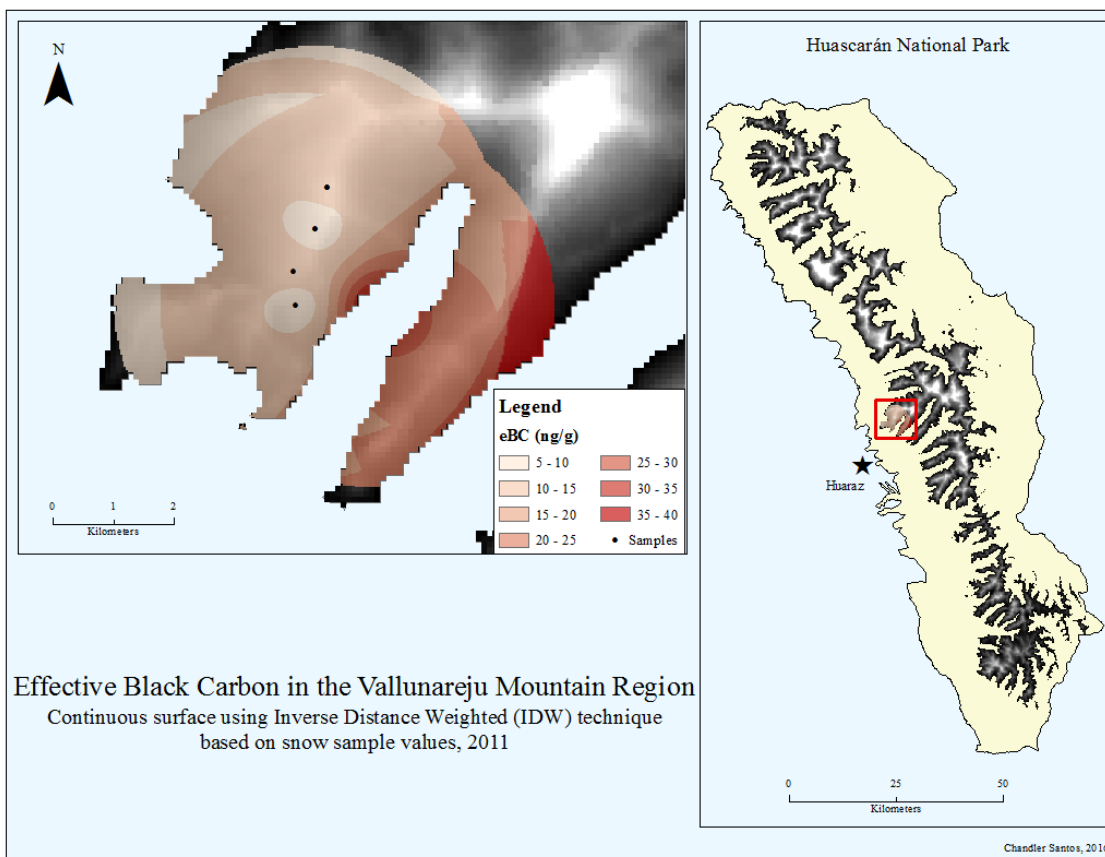 N
0 1 2
Kilometers
Legend
eBC (ng/g)
5 - 10
10 - 15
15 - 20
20 - 25
25 - 30
30 - 35
35 - 40
Samples
Effective Black Carbon in the Vallunareju Mountain Region
Continuous surface using Inverse Distance Weighted (IDW) technique
based on snow sample values, 2011
Huascarán National Park
Huaraz
0 25 50
Kilometers
Chandler Santos,